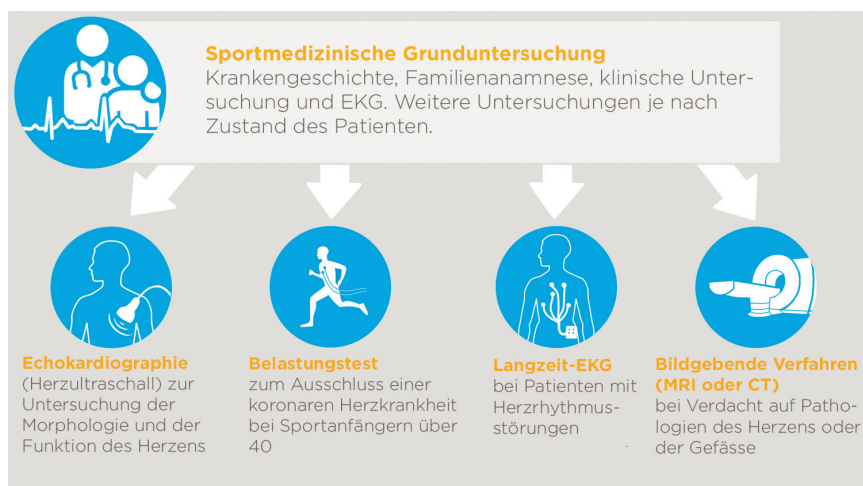 Sportmedizinische Grunduntersuchung
Krankengeschichte, Familienanamnese, klinische Unter-
suchung und EKG. Weitere Untersuchungen je nach
Zustand des Patienten.
Echokardiographie
(Herzultraschall) zur
Untersuchung der
Morphologie und der
Funktion des Herzens
Belastungstest
zum Ausschluss einer
koronaren Herzkrankheit
bei Sportanfängern über
40
Langzeit-EKG
bei Patienten mit
Herzrhythmus-
störungen
Bildgebende Verfahren
(MRI oder CT)
bei Verdacht auf Patho-
logien des Herzens oder
der Gefässe